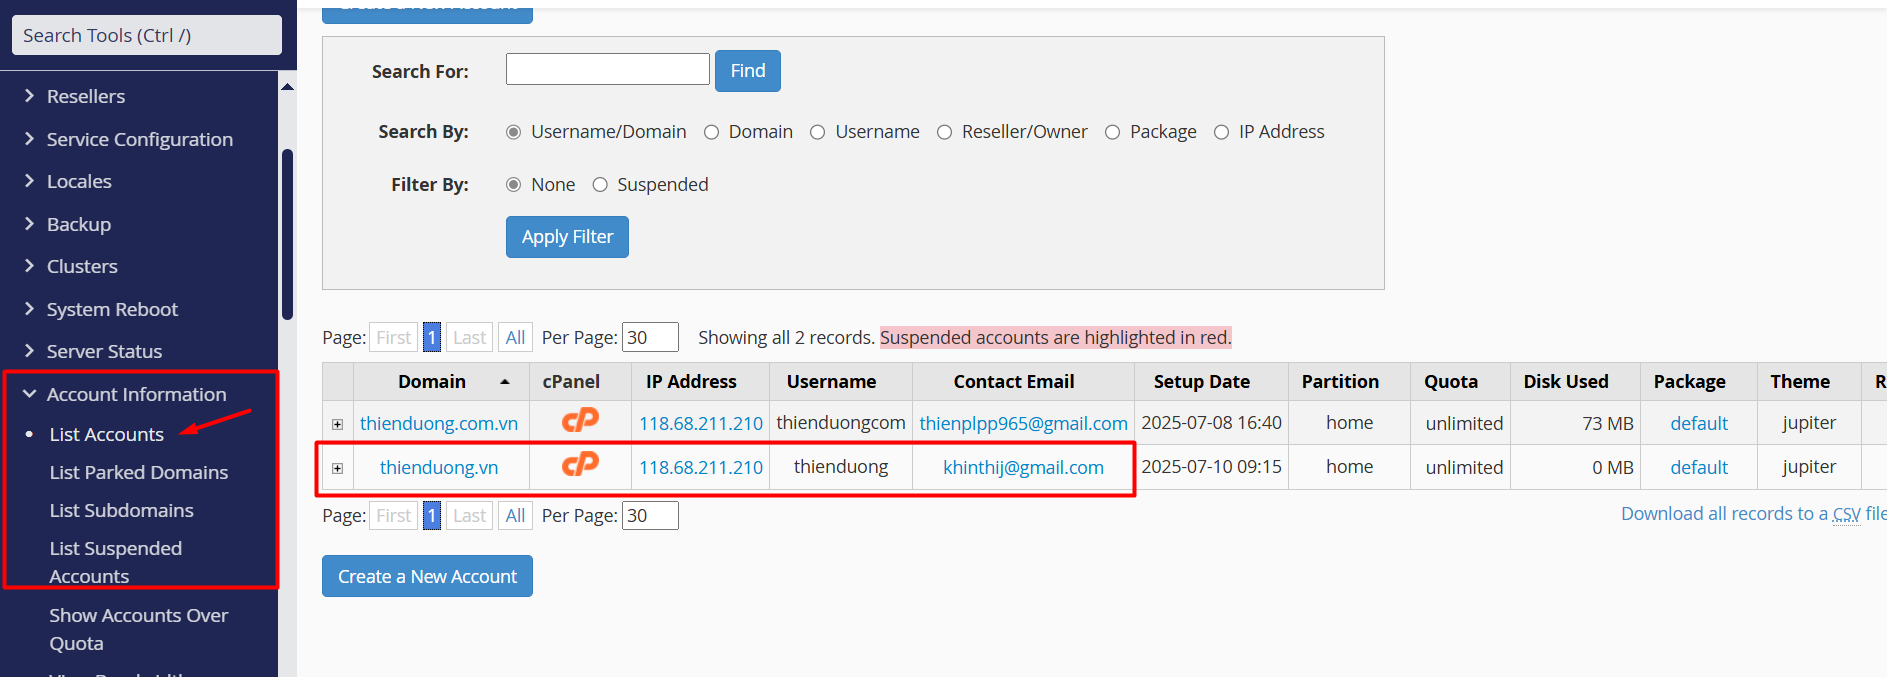 Search Tools (Ctrl /)
Resellers
Service Configuration
Locales
Backup
Clusters
System Reboot
Server Status
Account Information
List Accounts
List Parked Domains
List Subdomains
List Suspended
Accounts
Show Accounts Over
Quota
Search For:
Find
Search By: Username/Domain Domain Username Reseller/Owner Package IP Address
Filter By: None Suspended
Apply Filter
Page: First 1 Last All Per Page: 30 Showing all 2 records. Suspended accounts are highlighted in red.
Domain cPanel IP Address Username Contact Email Setup Date Partition Quota Disk Used Package Theme R
thienduong.com.vn cP 118.68.211.210 thienduongcom thienplpp965@gmail.com 2025-07-08 16:40 home unlimited 73 MB default jupiter
thienduong.vn cP 118.68.211.210 thienduong khinthij@gmail.com 2025-07-10 09:15 home unlimited 0 MB default jupiter
Page: First 1 Last All Per Page: 30
Download all records to a CSV file
Create a New Account